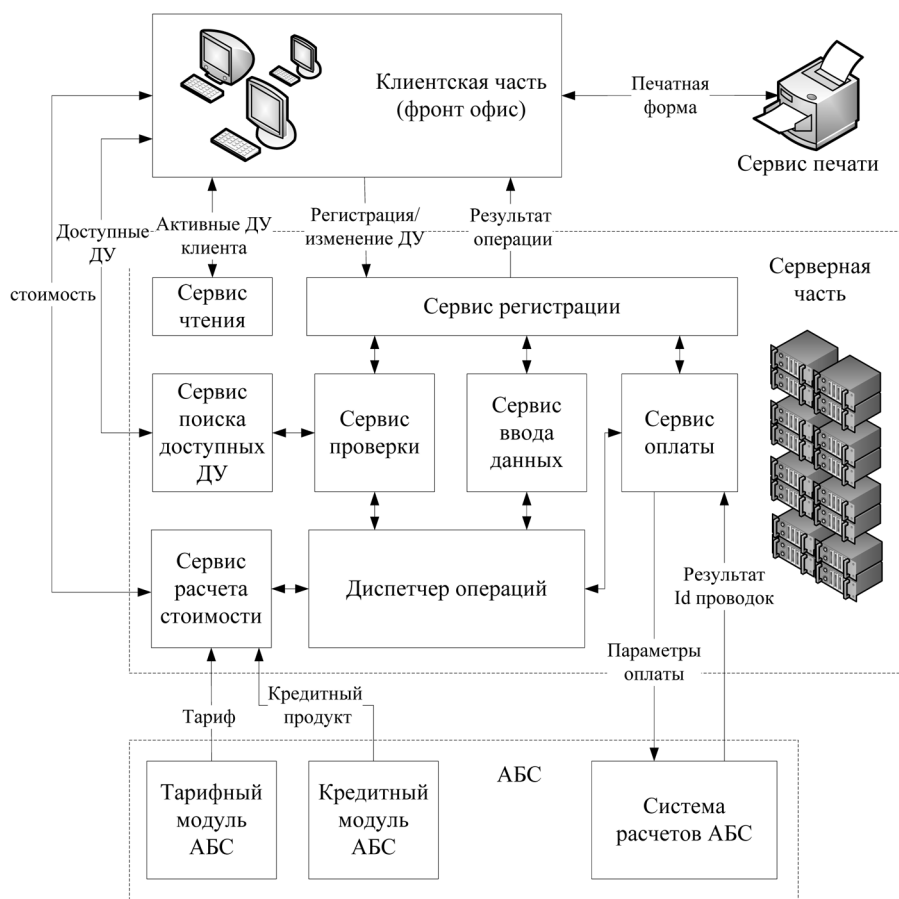 Клиентская часть
(фронт офис)
Печатная
форма
Сервис печати
Доступные
ДУ
Активные ДУ
клиента
Регистрация/
изменение ДУ
Результат
операции
стоимость
Сервис
чтения
Сервис регистрации
Серверная
часть
Сервис
поиска
доступных
ДУ
Сервис
проверки
Сервис
ввода
данных
Сервис
оплаты
Сервис
расчета
стоимости
Диспетчер операций
Результат
Id проводок
Параметры
оплаты
Тариф
Кредитный
продукт
АБС
Тарифный
модуль
АБС
Кредитный
модуль
АБС
Система
расчетов АБС